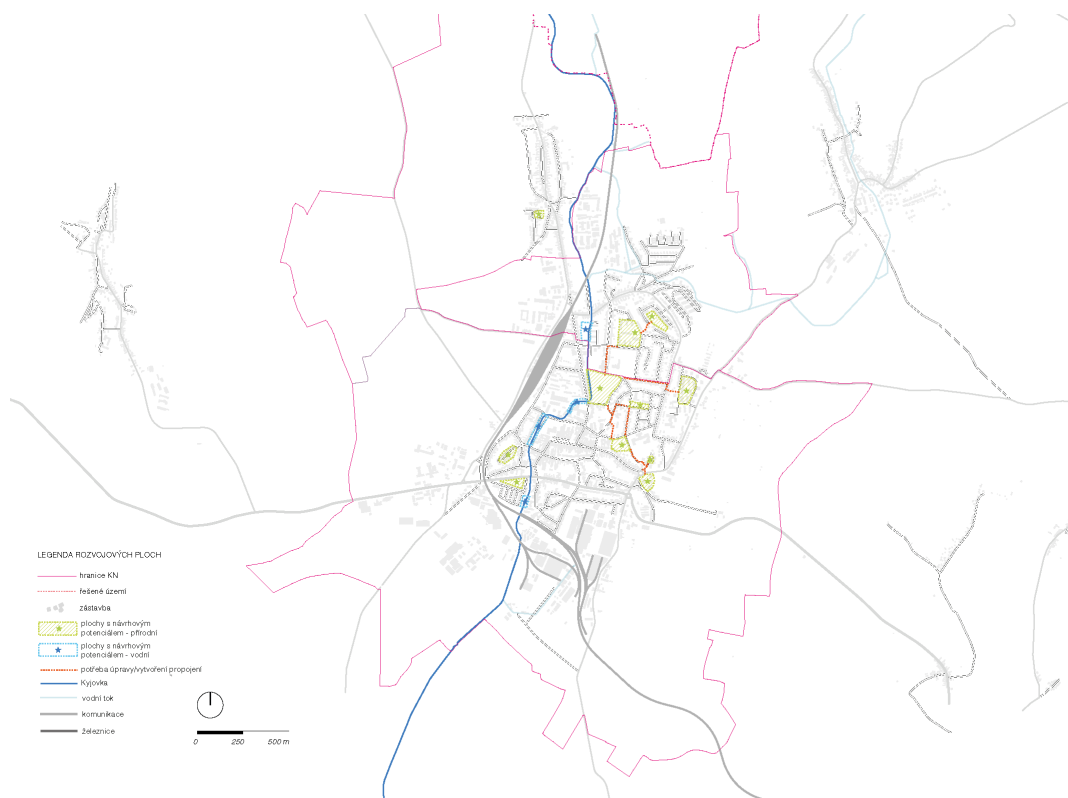 LEGENDA ROZVOJOVÝCH PLOCH
hranice KN
řešené území
zástavba
plochy s návrhovým
potenciálem - přírodní
plochy s návrhovým
potenciálem - vodní
potřeba úpravy/vytvoření propojení
Kyjovka
vodní tok
komunikace
železnice
0 250 500 m